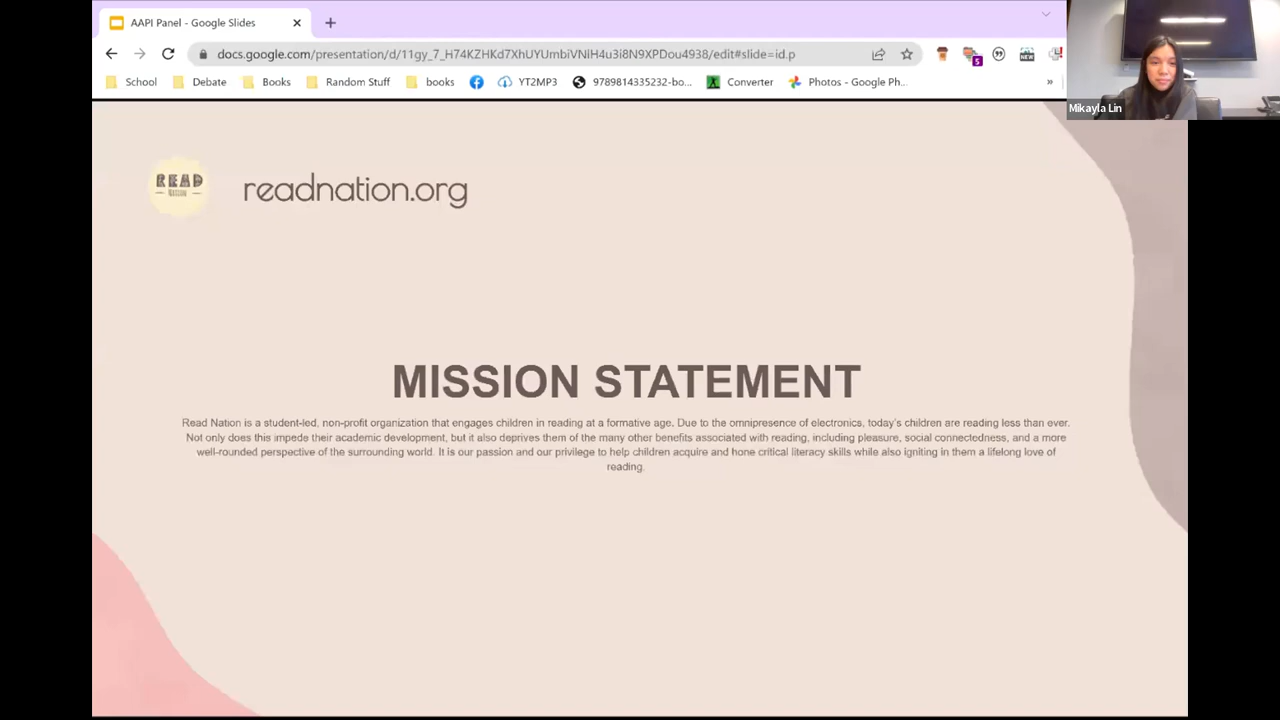 AAPI Panel - Google Slides
docs.google.com/presentation/d/11gy_7_H74KZHKd7XhUYUmbiVNlH4u3i8N9XPDou4938/edit#slide=id.p
5
NEW
School
Debate
Books
Random Stuff
books
YT2MP3
9789814335232-bo...
Converter
Photos - Google Ph...
»
Mikayla Lin
READ
NATION
readnation.org
MISSION STATEMENT
Read Nation is a student-led, non-profit organization that engages children in reading at a formative age. Due to the omnipresence of electronics, today's children are reading less than ever.
Not only does this impede their academic development, but it also deprives them of the many other benefits associated with reading, including pleasure, social connectedness, and a more
well-rounded perspective of the surrounding world. It is our passion and our privilege to help children acquire and hone critical literacy skills while also igniting in them a lifelong love of
reading.